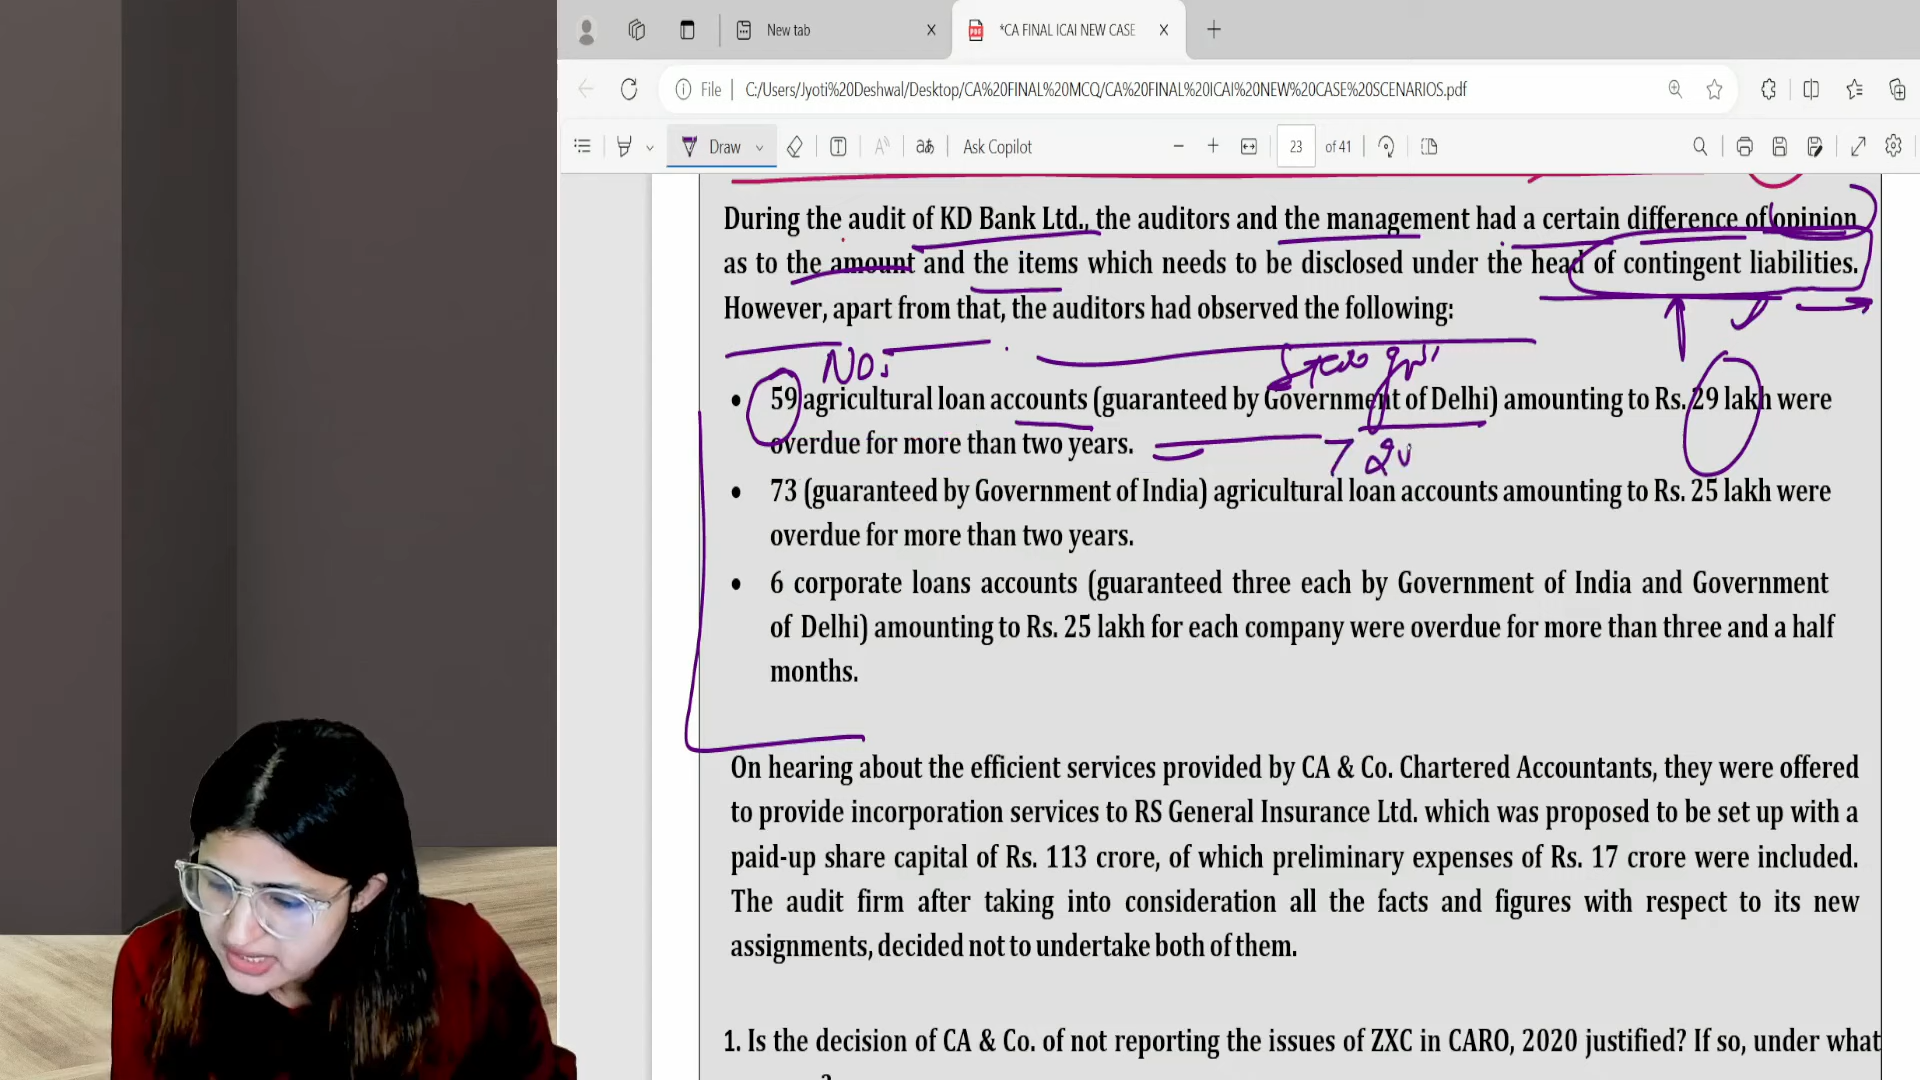 New tab
*CA FINAL ICAI NEW CASE
File
C:/Users/Jyoti%20Deshwal/Desktop/CA%20FINAL%20MCQ/CA%20FINAL%20ICAI%20NEW%20CASE%20SCENARIOS.pdf
Draw
Ask Copilot
23 of 41
During the audit of KD Bank Ltd., the auditors and the management had a certain difference of opinion
as to the amount and the items which needs to be disclosed under the head of contingent liabilities.
However, apart from that, the auditors had observed the following:
NO:
• 59 agricultural loan accounts (guaranteed by Government of Delhi) amounting to Rs. 29 lakh were
overdue for more than two years.
• 73 (guaranteed by Government of India) agricultural loan accounts amounting to Rs. 25 lakh were
overdue for more than two years.
• 6 corporate loans accounts (guaranteed three each by Government of India and Government
of Delhi) amounting to Rs. 25 lakh for each company were overdue for more than three and a half
months.
On hearing about the efficient services provided by CA & Co. Chartered Accountants, they were offered
to provide incorporation services to RS General Insurance Ltd. which was proposed to be set up with a
paid-up share capital of Rs. 113 crore, of which preliminary expenses of Rs. 17 crore were included.
The audit firm after taking into consideration all the facts and figures with respect to its new
assignments, decided not to undertake both of them.
1. Is the decision of CA & Co. of not reporting the issues of ZXC in CARO, 2020 justified? If so, under what